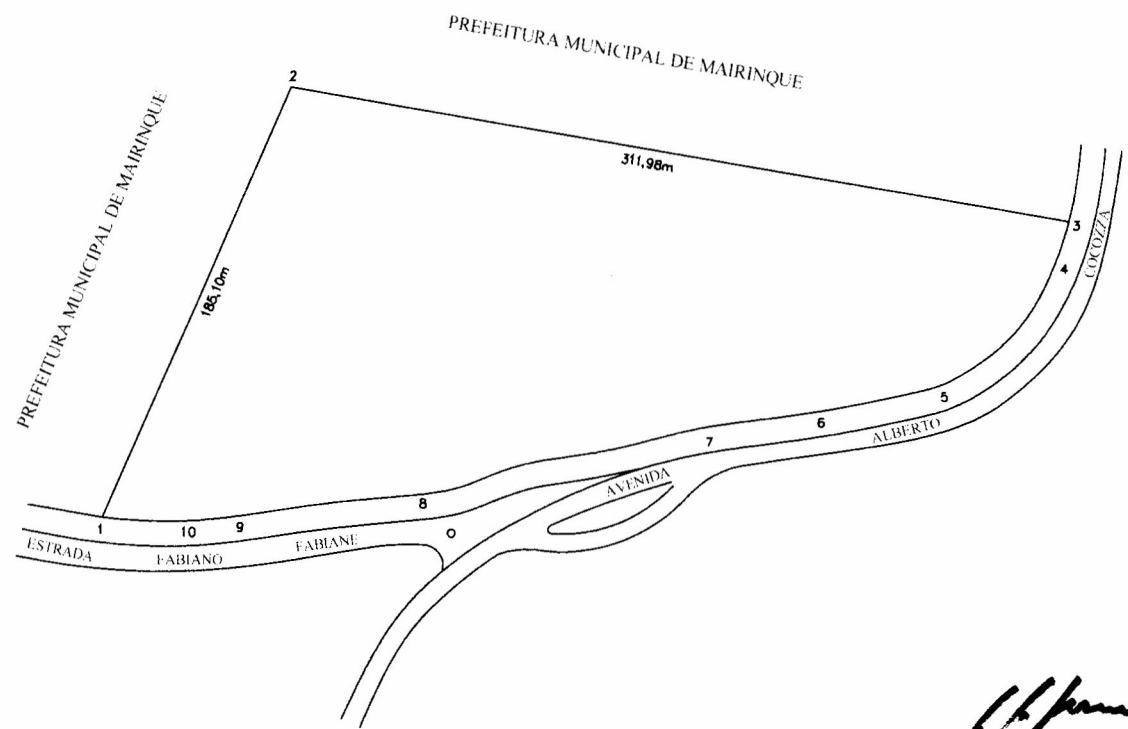 PREFEITURA MUNICIPAL DE MAIRINQUE
2
PREFEITURA MUNICIPAL DE MAIRINQUE
311,98m
3
COCOZZA
4
185,10m
5
6
ALBERTO
7
AVENIDA
8
1
10
9
ESTRADA FABIANO FABIANE